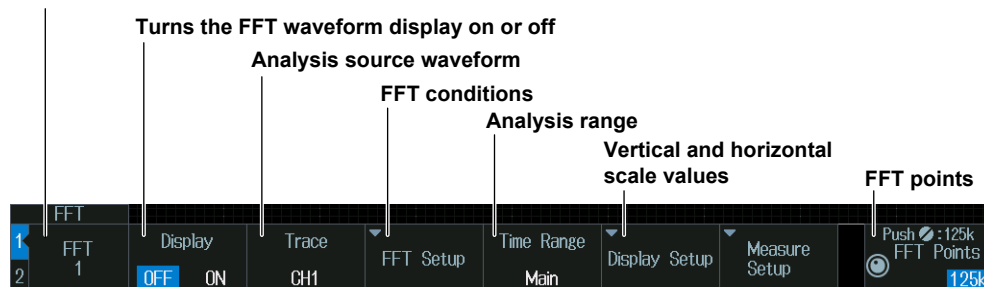 Turns the FFT waveform display on or off
Analysis source waveform
FFT conditions
Analysis range
Vertical and horizontal
scale values
FFT points
FFT
1
2
FFT
1
Display
OFF ON
Trace
CH1
FFT Setup
Time Range
Main
Display Setup
Measure
Setup
Push :125k
FFT Points
125k